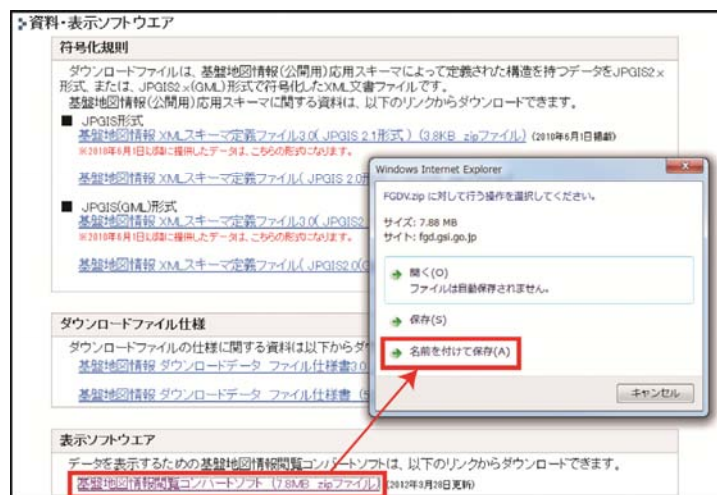 資料・表示ソフトウエア
符号化規則
ダウンロードファイルは、基盤地図情報(公開用)応用スキーマによって定義された構造を持つデータをJPGIS2.x
形式、または、JPGIS2.x(GML)形式で符号化したXML文書ファイルです。
基盤地図情報(公開用)応用スキーマに関する資料は、以下のリンクからダウンロードできます。
■ JPGIS形式
基盤地図情報 XMLスキーマ定義ファイル3.0( JPGIS 2.1形式 ) (3.8KB zipファイル) (2010年6月1日掲載)
※2010年6月1日以降に提供したデータは、こちらの形式になります。
基盤地図情報 XMLスキーマ定義ファイル( JPGIS 2.0形
■ JPGIS(GML)形式
基盤地図情報 XMLスキーマ定義ファイル3.0( JPGIS2
※2010年6月1日以降に提供したデータは、こちらの形式になります。
基盤地図情報 XMLスキーマ定義ファイル( JPGIS2.0(G
Windows Internet Explorer
FGDV.zip に対して行う操作を選択してください。
サイズ: 7.88 MB
サイト: fgd.gsi.go.jp
開く(O)
ファイルは自動保存されません。
保存(S)
名前を付けて保存(A)
キャンセル
ダウンロードファイル仕様
ダウンロードファイルの仕様に関する資料は以下からダ
基盤地図情報 ダウンロードデータ ファイル仕様書3.0
基盤地図情報 ダウンロードデータ ファイル仕様書 (5
表示ソフトウエア
データを表示するための基盤地図情報閲覧コンバートソフトは、以下のリンクからダウンロードできます。
基盤地図情報閲覧コンバートソフト (7.8MB zipファイル) (2012年3月28日更新)